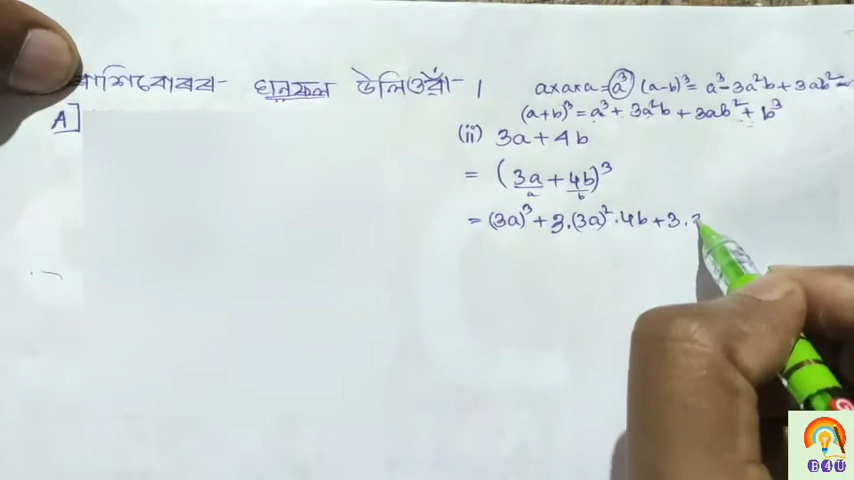 ৰাশিবোৰৰ- ঘনফল উলিওৱাঁ- ।
a×a×a=a³ (a-b)³ = a³-3a²b+3ab²-
(a+b)³ = a³ + 3a²b + 3ab² + b³
A]
(ii) 3a+4b
= (3a + 4b)³
a b
= (3a)³ + 3.(3a)².4b+3.
B4U